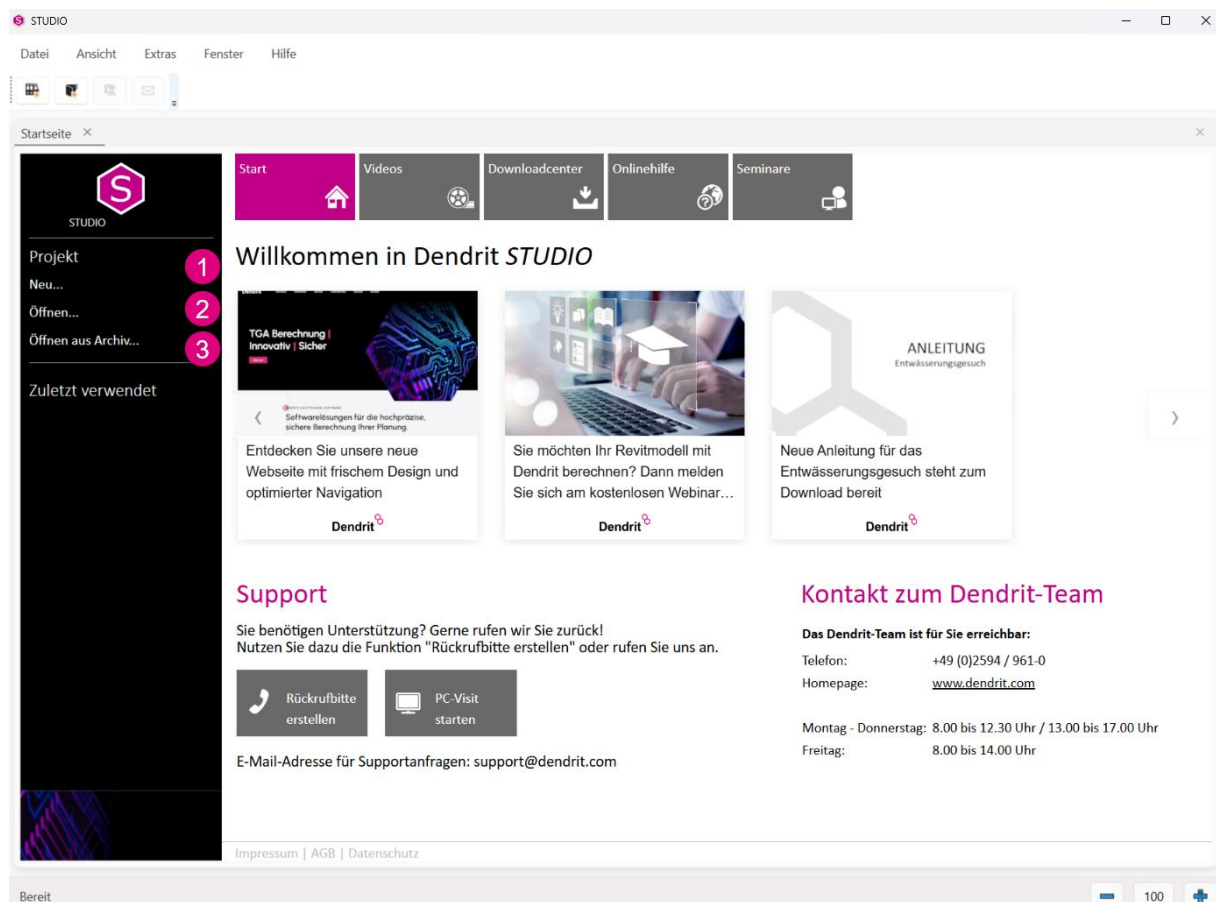 STUDIO
Datei Ansicht Extras Fenster Hilfe
Startseite
S
STUDIO
Projekt
1
Neu...
2
Öffnen...
Öffnen aus Archiv...
3
Zuletzt verwendet
Start
Videos
Downloadcenter
Onlinehilfe
Seminare
Willkommen in Dendrit STUDIO
TGA Berechnung |
Innovativ | Sicher
Softwarelösungen für die hochpräzise,
sichere Berechnung Ihrer Planung.
Entdecken Sie unsere neue
Webseite mit frischem Design und
optimierter Navigation
Dendrit
Sie möchten Ihr Revitmodell mit
Dendrit berechnen? Dann melden
Sie sich am kostenlosen Webinar…
Dendrit
ANLEITUNG
Entwässerungsgesuch
Neue Anleitung für das
Entwässerungsgesuch steht zum
Download bereit
Dendrit
Support
Sie benötigen Unterstützung? Gerne rufen wir Sie zurück!
Nutzen Sie dazu die Funktion "Rückrufbitte erstellen" oder rufen Sie uns an.
Rückrufbitte
erstellen
PC-Visit
starten
E-Mail-Adresse für Supportanfragen: support@dendrit.com
Kontakt zum Dendrit-Team
Das Dendrit-Team ist für Sie erreichbar:
Telefon: +49 (0)2594 / 961-0
Homepage: www.dendrit.com
Montag - Donnerstag: 8.00 bis 12.30 Uhr / 13.00 bis 17.00 Uhr
Freitag: 8.00 bis 14.00 Uhr
Impressum | AGB | Datenschutz
Bereit
100